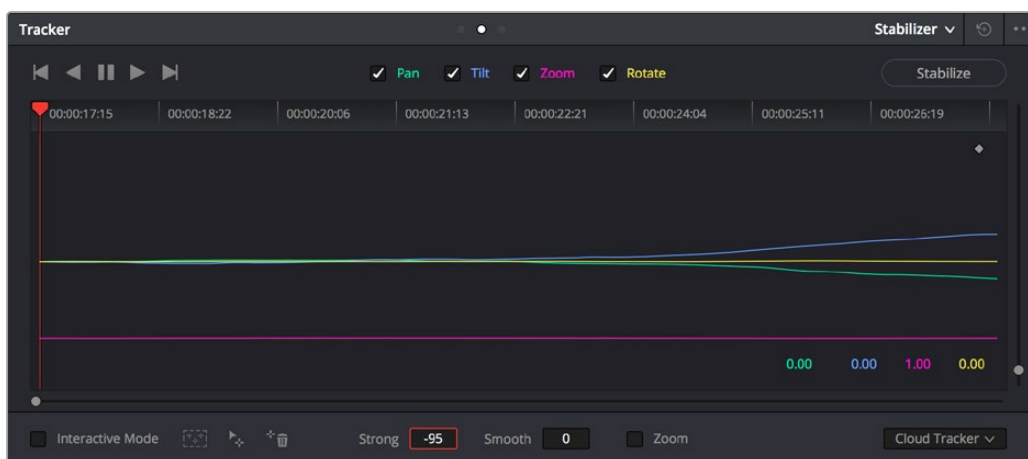 Tracker Stabilizer
Pan Tilt Zoom Rotate Stabilize
00:00:17:15 00:00:18:22 00:00:20:06 00:00:21:13 00:00:22:21 00:00:24:04 00:00:25:11 00:00:26:19
0.00 0.00 1.00 0.00
Interactive Mode Strong -95 Smooth 0 Zoom Cloud Tracker